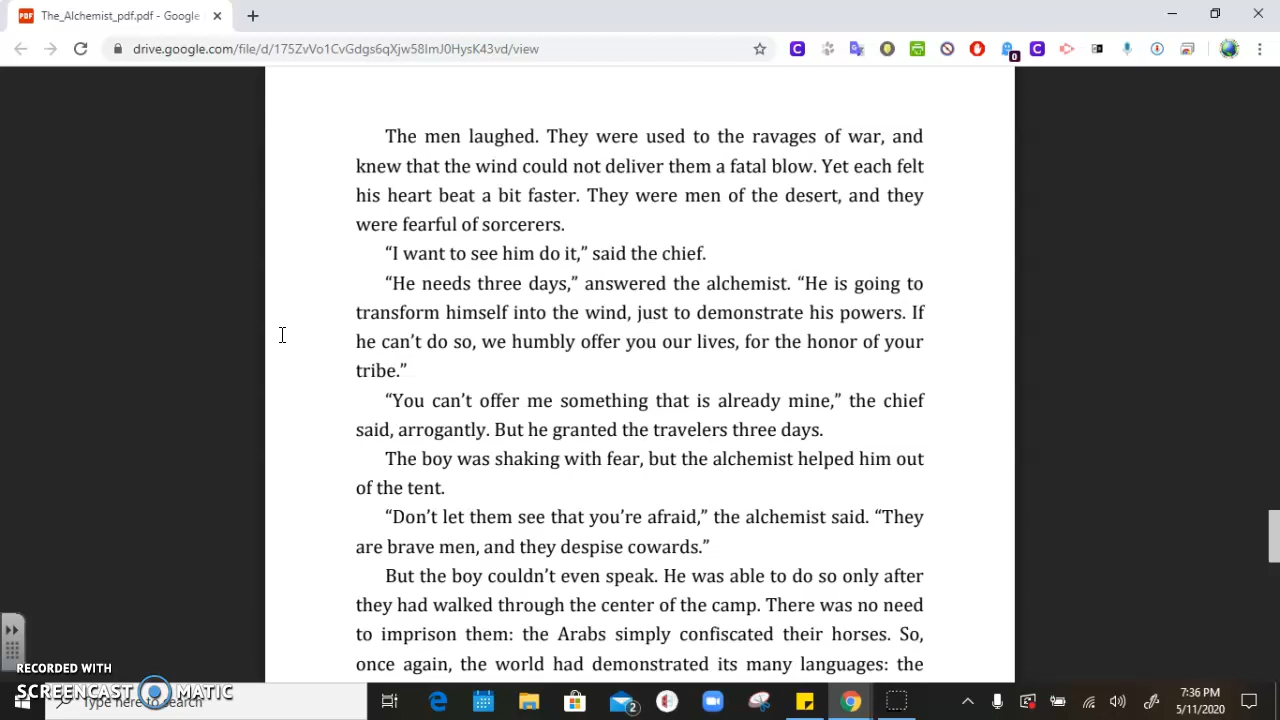 The_Alchemist_pdf.pdf - Google
drive.google.com/file/d/175ZvVo1CvGdgs6qXjw58lmJ0HysK43vd/view
The men laughed. They were used to the ravages of war, and
knew that the wind could not deliver them a fatal blow. Yet each felt
his heart beat a bit faster. They were men of the desert, and they
were fearful of sorcerers.
“I want to see him do it,” said the chief.
“He needs three days,” answered the alchemist. “He is going to
transform himself into the wind, just to demonstrate his powers. If
he can’t do so, we humbly offer you our lives, for the honor of your
tribe.”
“You can’t offer me something that is already mine,” the chief
said, arrogantly. But he granted the travelers three days.
The boy was shaking with fear, but the alchemist helped him out
of the tent.
“Don’t let them see that you’re afraid,” the alchemist said. “They
are brave men, and they despise cowards.”
But the boy couldn’t even speak. He was able to do so only after
they had walked through the center of the camp. There was no need
to imprison them: the Arabs simply confiscated their horses. So,
once again, the world had demonstrated its many languages: the
RECORDED WITH
SCREENCAST MATIC
Type here to search
2
7:36 PM
5/11/2020